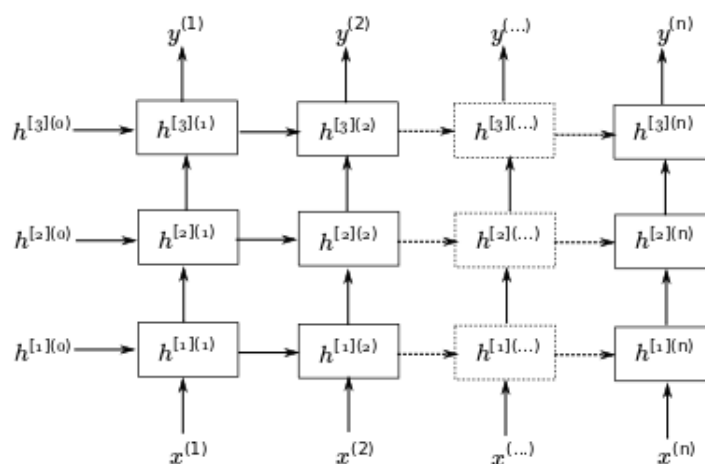 y^(1) y^(2) y^(...) y^(n)
h^[3](0) h^[3](1) h^[3](2) h^[3](...) h^[3](n)
h^[2](0) h^[2](1) h^[2](2) h^[2](...) h^[2](n)
h^[1](0) h^[1](1) h^[1](2) h^[1](...) h^[1](n)
x^(1) x^(2) x^(...) x^(n)